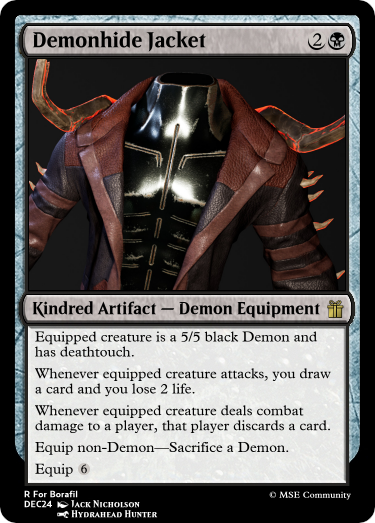 Demonhide Jacket 2
Kindred Artifact — Demon Equipment
Equipped creature is a 5/5 black Demon and
has deathtouch.
Whenever equipped creature attacks, you draw
a card and you lose 2 life.
Whenever equipped creature deals combat
damage to a player, that player discards a card.
Equip non-Demon—Sacrifice a Demon.
Equip 6
R For Borafil
DEC24 Jack Nicholson © MSE Community
Hydrahead Hunter